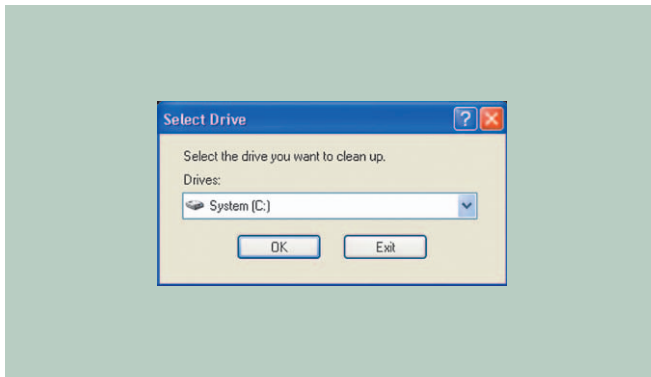 Select Drive
?
Select the drive you want to clean up.
Drives:
System (C:)
OK Exit